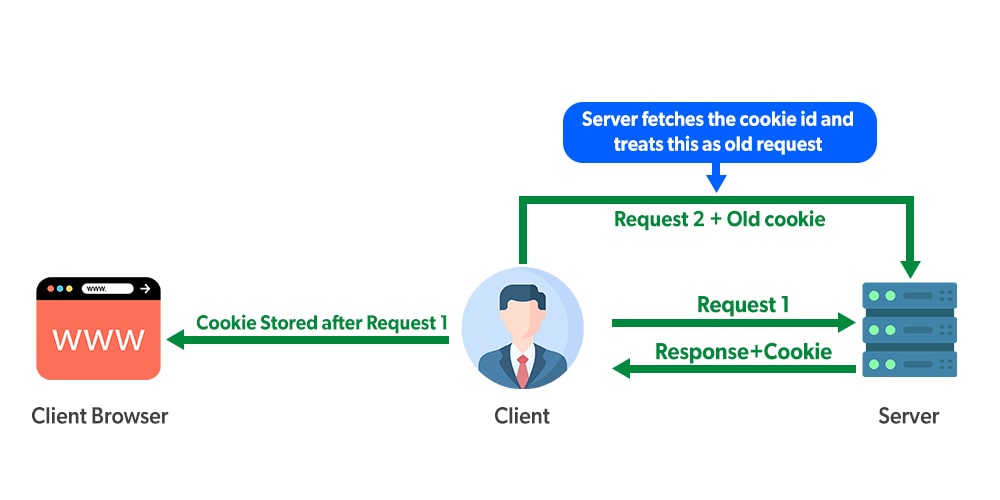 Server fetches the cookie id and
treats this as old request
Request 2 + Old cookie
www.
www
Cookie Stored after Request 1
Request 1
Response+Cookie
Client Browser
Client
Server